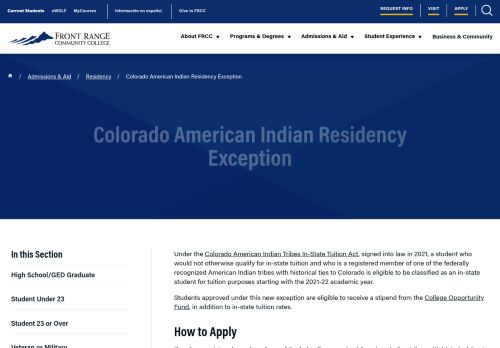 Current Students eWOLF MyCourses Información en español Give to FRCC REQUEST INFO VISIT APPLY
FRONT RANGE
COMMUNITY COLLEGE
About FRCC Programs & Degrees Admissions & Aid Student Experience Business & Community
/ Admissions & Aid / Residency / Colorado American Indian Residency Exception
Colorado American Indian Residency
Exception
In this Section
High School/GED Graduate
Student Under 23
Student 23 or Over
Veteran or Military
Under the Colorado American Indian Tribes In-State Tuition Act, signed into law in 2021, a student who
would not otherwise qualify for in-state tuition and who is a registered member of one of the federally
recognized American Indian tribes with historical ties to Colorado is eligible to be classified as an in-state
student for tuition purposes starting with the 2021-22 academic year.
Students approved under this new exception are eligible to receive a stipend from the College Opportunity
Fund, in addition to in-state tuition rates.
How to Apply